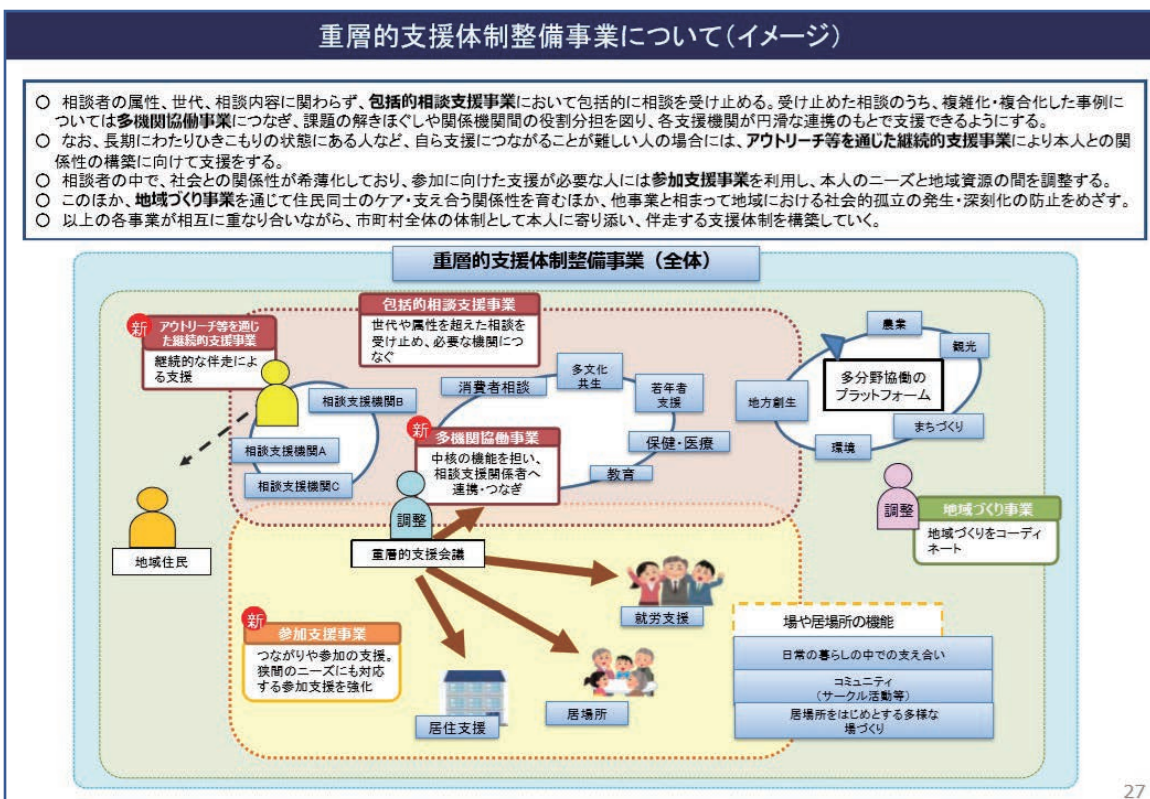 重層的支援体制整備事業について(イメージ)
○ 相談者の属性、世代、相談内容に関わらず、包括的相談支援事業において包括的に相談を受け止める。受け止めた相談のうち、複雑化・複合化した事例に
ついては多機関協働事業につなぎ、課題の解きほぐしや関係機関間の役割分担を図り、各支援機関が円滑な連携のもとで支援できるようにする。
○ なお、長期にわたりひきこもりの状態にある人など、自ら支援につながることが難しい人の場合には、アウトリーチ等を通じた継続的支援事業により本人との関
係性の構築に向けて支援をする。
○ 相談者の中で、社会との関係性が希薄化しており、参加に向けた支援が必要な人には参加支援事業を利用し、本人のニーズと地域資源の間を調整する。
○ このほか、地域づくり事業を通じて住民同士のケア・支え合う関係性を育むほか、他事業と相まって地域における社会的孤立の発生・深刻化の防止をめざす。
○ 以上の各事業が相互に重なり合いながら、市町村全体の体制として本人に寄り添い、伴走する支援体制を構築していく。
重層的支援体制整備事業(全体)
新
アウトリーチ等を通じ
た継続的支援事業
継続的な伴走によ
る支援
包括的相談支援事業
世代や属性を超えた相談を
受け止め、必要な機関につ
なぐ
相談支援機関B
相談支援機関A
相談支援機関C
消費者相談
多文化
共生
若年者
支援
保健・医療
教育
新
多機関協働事業
中核の機能を担い、
相談支援関係者へ
連携・つなぎ
農業
観光
多分野協働の
プラットフォーム
地方創生
まちづくり
環境
調整
地域づくり事業
地域づくりをコーディ
ネート
地域住民
調整
重層的支援会議
就労支援
新
参加支援事業
つながりや参加の支援。
狭間のニーズにも対応
する参加支援を強化
居住支援
居場所
場や居場所の機能
日常の暮らしの中での支え合い
コミュニティ
(サークル活動等)
居場所をはじめとする多様な
場づくり
27